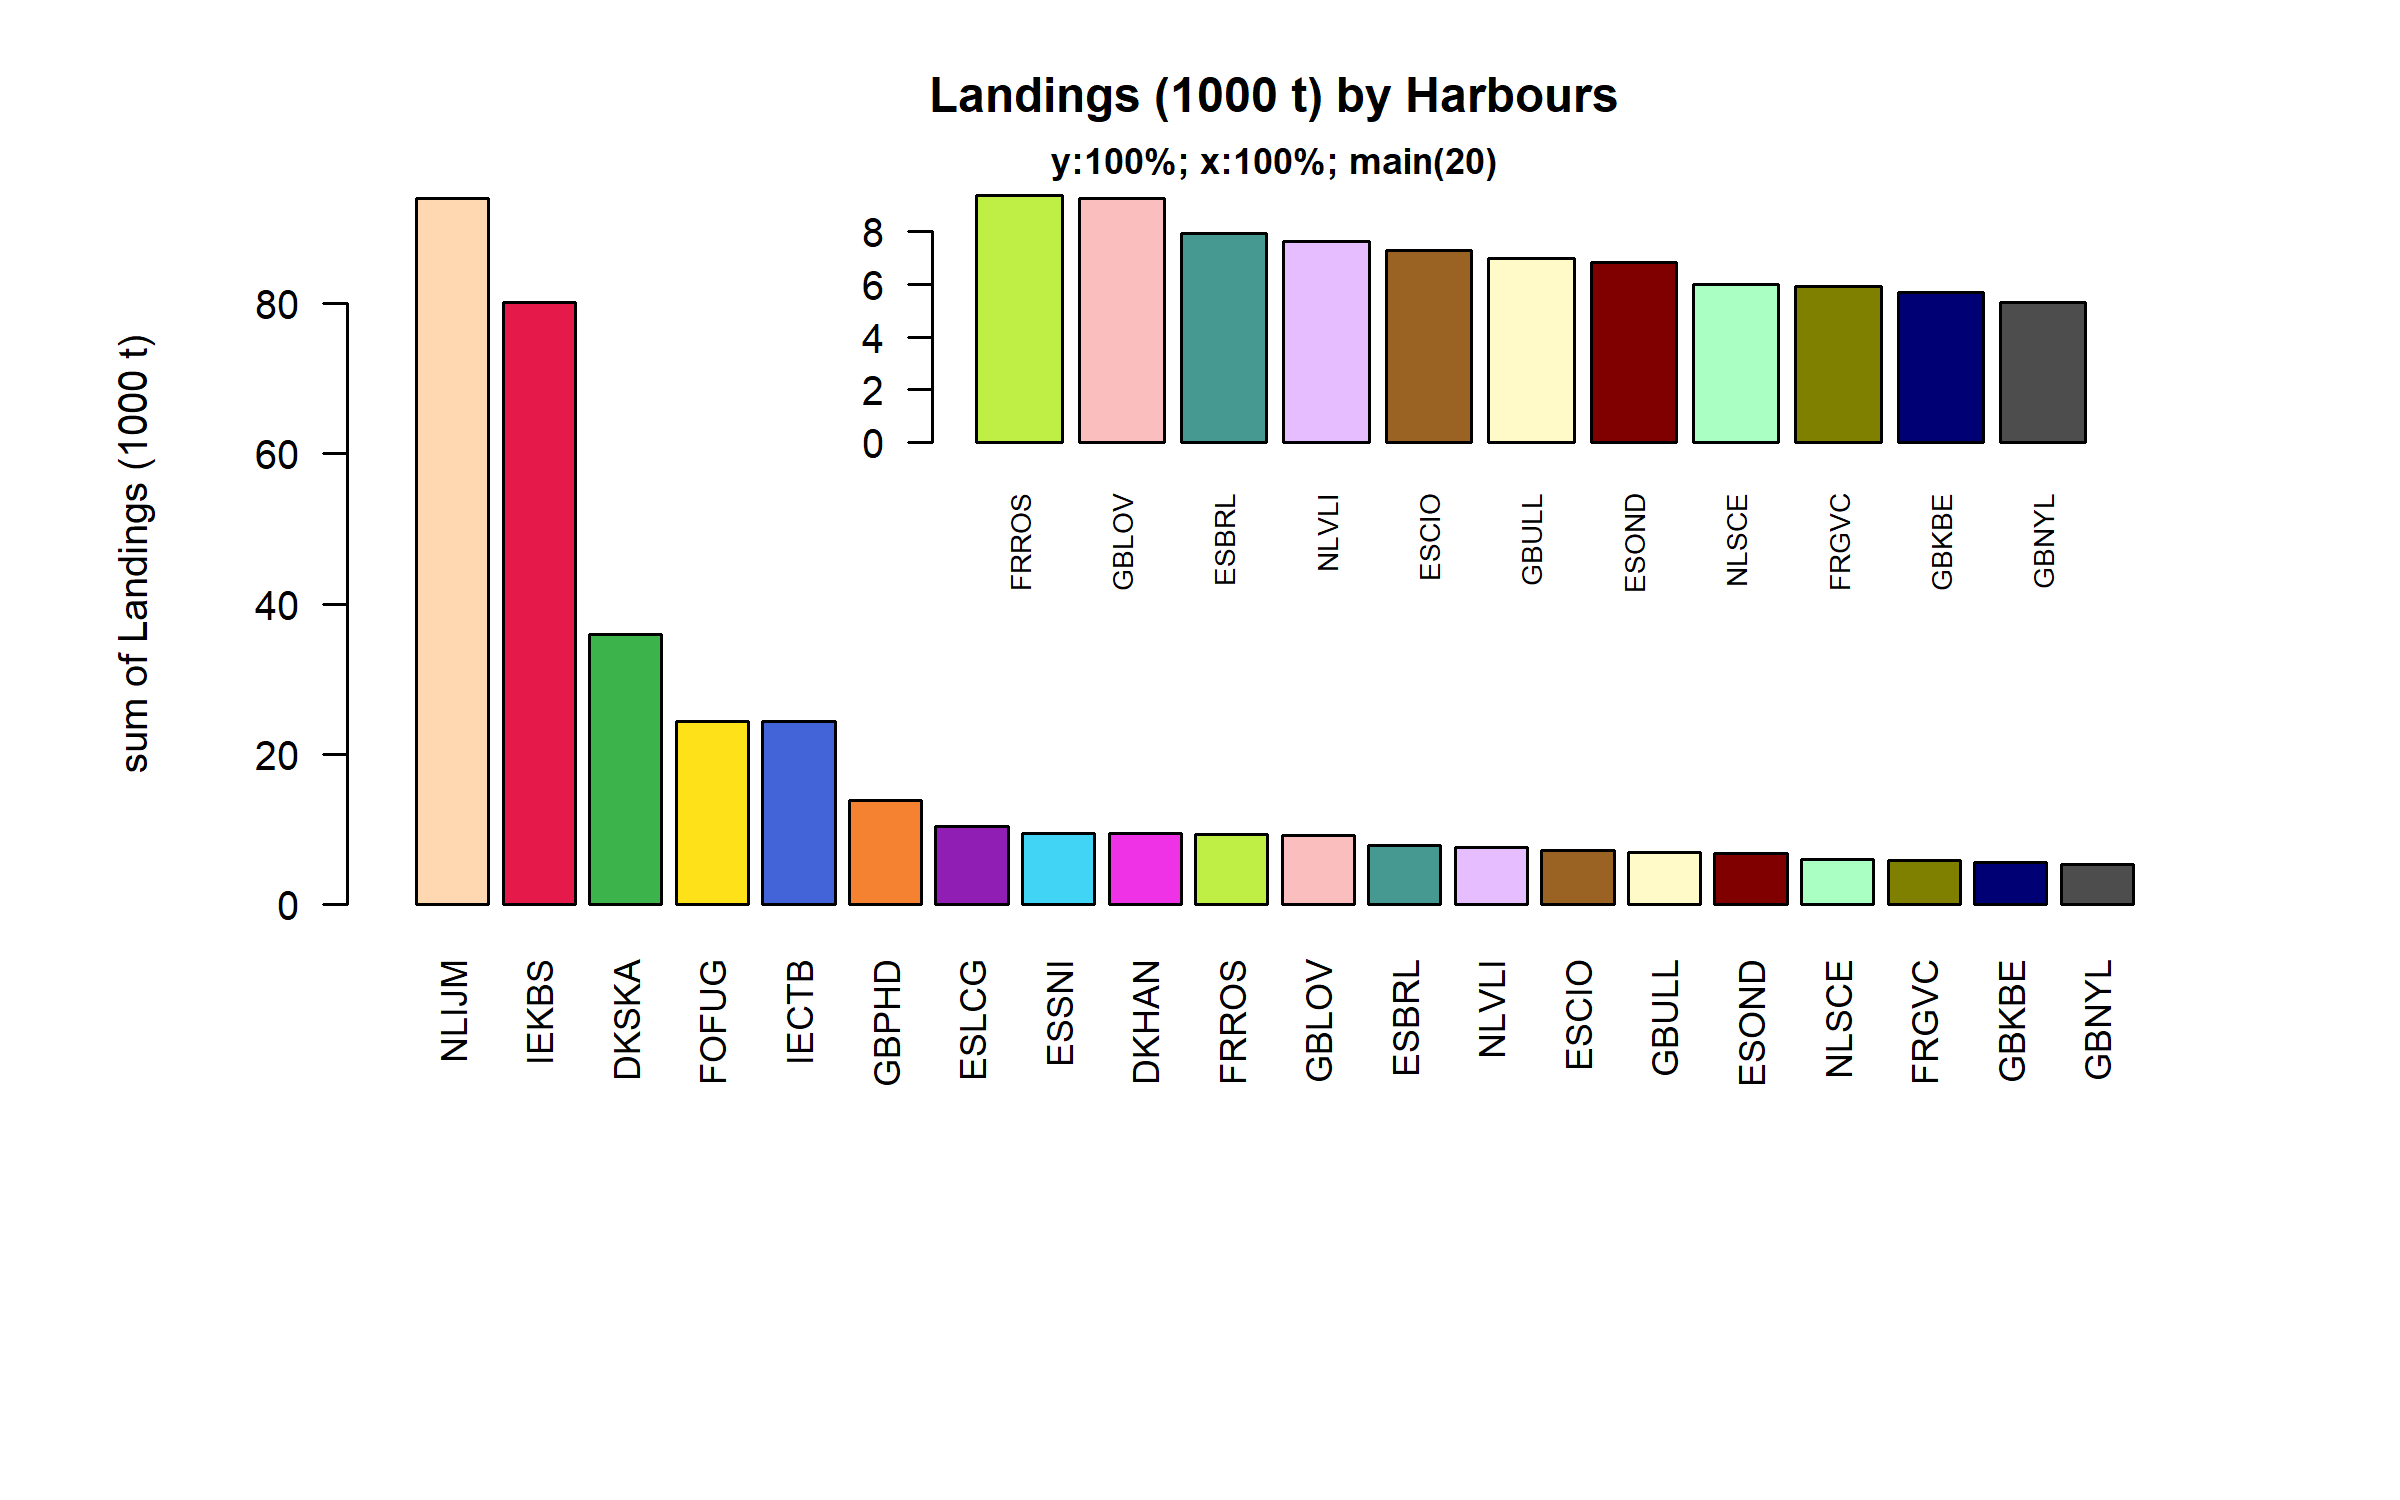 Landings (1000 t) by Harbours
y:100%; x:100%; main(20)
sum of Landings (1000 t)
80
60
40
20
0
8
6
4
2
0
FRROS
GBLOV
ESBRL
NLVLI
ESCIO
GBULL
ESOND
NLSCE
FRGVC
GBKBE
GBNYL
NLIJM
IEKBS
DKSKA
FOFUG
IECTB
GBPHD
ESLCG
ESSNI
DKHAN
FRROS
GBLOV
ESBRL
NLVLI
ESCIO
GBULL
ESOND
NLSCE
FRGVC
GBKBE
GBNYL